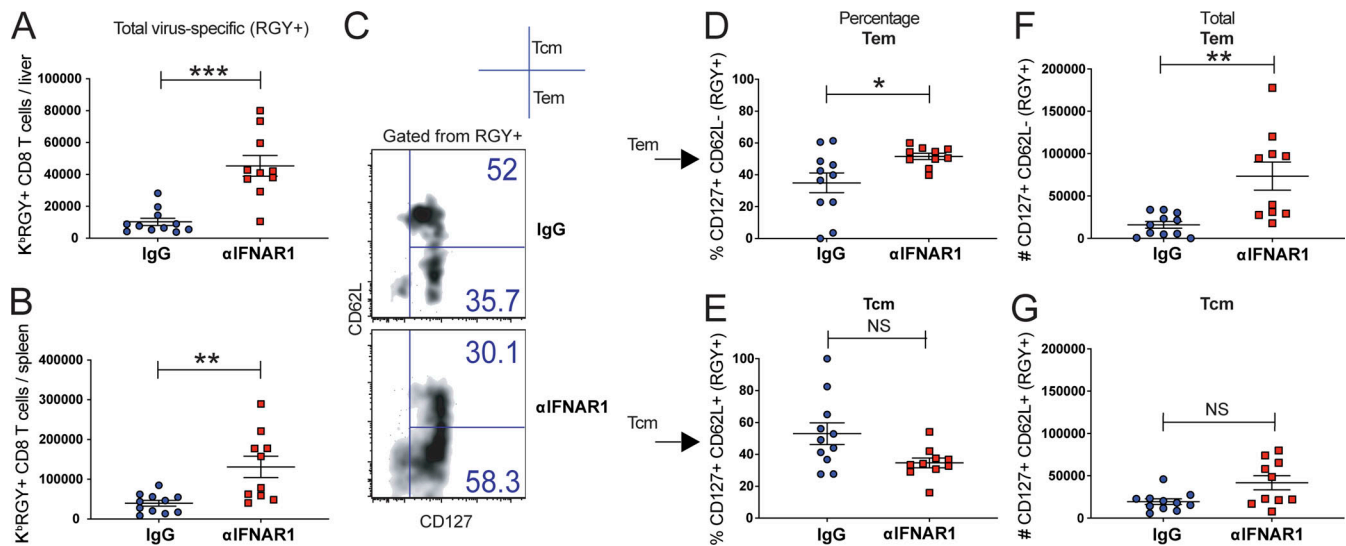 A
Total virus-specific (RGY+)
KᵇRGY+ CD8 T cells / liver
100000
80000
60000
40000
20000
0
***
IgG
αIFNAR1
B
KᵇRGY+ CD8 T cells / spleen
400000
300000
200000
100000
0
**
IgG
αIFNAR1
C
Tcm
Tem
Gated from RGY+
52
35.7
IgG
30.1
58.3
αIFNAR1
CD62L
CD127
D
Percentage
Tem
Tem
% CD127+ CD62L- (RGY+)
100
80
60
40
20
0
*
IgG
αIFNAR1
E
Tcm
Tcm
% CD127+ CD62L+ (RGY+)
100
80
60
40
20
0
NS
IgG
αIFNAR1
F
Total
Tem
# CD127+ CD62L- (RGY+)
200000
150000
100000
50000
0
**
IgG
αIFNAR1
G
Tcm
# CD127+ CD62L+ (RGY+)
200000
150000
100000
50000
0
NS
IgG
αIFNAR1